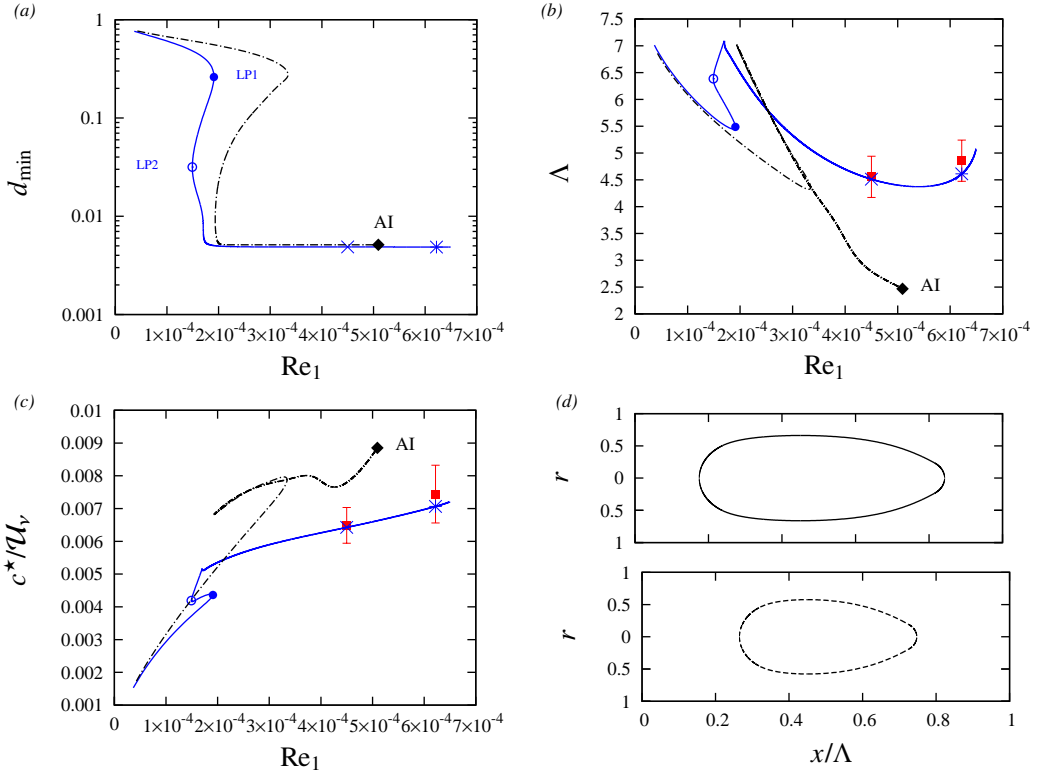 (a)
1
0.1
0.01
0.001
d_min
LP1
LP2
AI
0 1×10⁻⁴ 2×10⁻⁴ 3×10⁻⁴ 4×10⁻⁴ 5×10⁻⁴ 6×10⁻⁴ 7×10⁻⁴
Re₁
(b)
7
6.5
6
5.5
5
4.5
4
3.5
3
2.5
2
Λ
AI
0 1×10⁻⁴ 2×10⁻⁴ 3×10⁻⁴ 4×10⁻⁴ 5×10⁻⁴ 6×10⁻⁴ 7×10⁻⁴
Re₁
(c)
0.01
0.009
0.008
0.007
0.006
0.005
0.004
0.003
0.002
0.001
c★/𝒰_ν
AI
0 1×10⁻⁴ 2×10⁻⁴ 3×10⁻⁴ 4×10⁻⁴ 5×10⁻⁴ 6×10⁻⁴ 7×10⁻⁴
Re₁
(d)
1
0.5
0
0.5
1
r
1
0.5
0
0.5
1
r
0 0.2 0.4 0.6 0.8 1
x/Λ